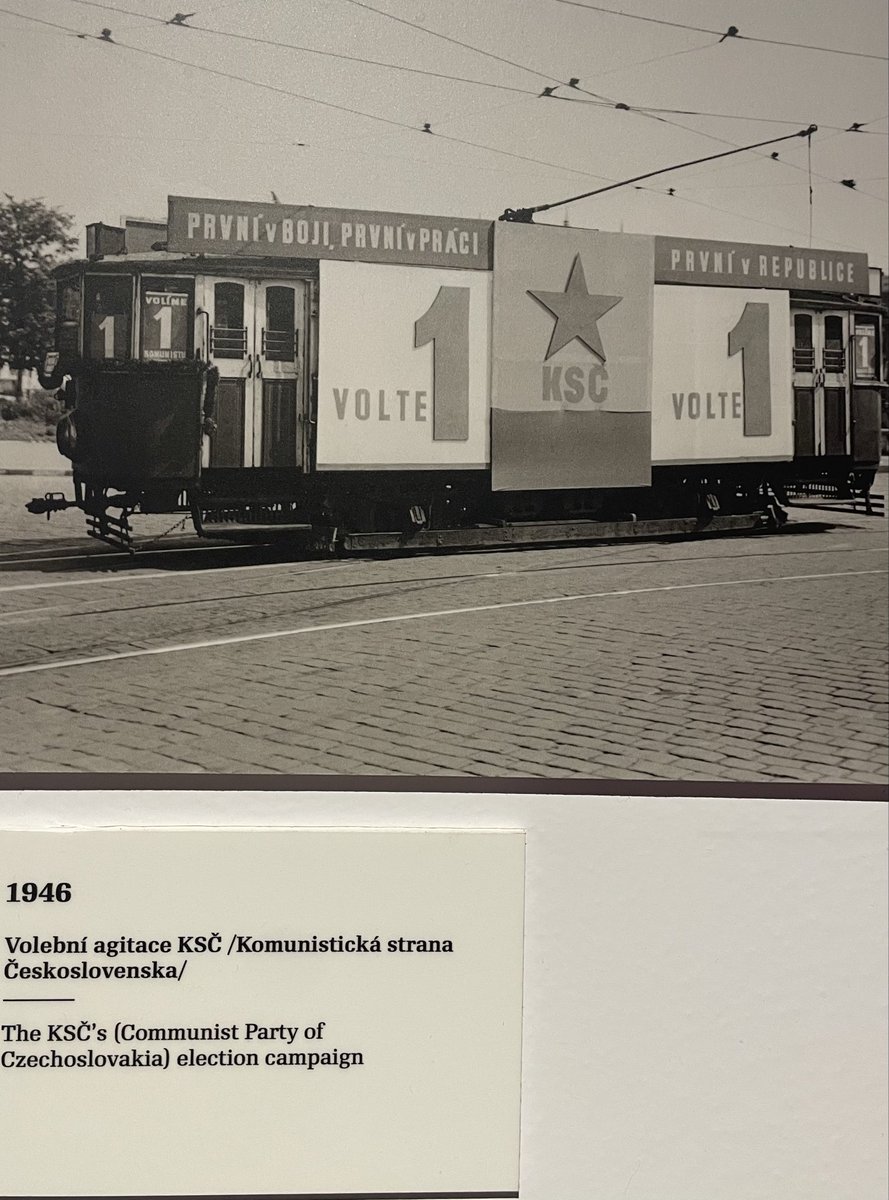 PRVNÍ V BOJI, PRVNÍ V PRÁCI
PRVNÍ V REPUBLICE
1
VOLÍME
1
KOMUNISTY
VOLTE 1
KSČ
VOLTE 1
1
1946
Volební agitace KSČ /Komunistická strana
Československa/
The KSČ’s (Communist Party of
Czechoslovakia) election campaign